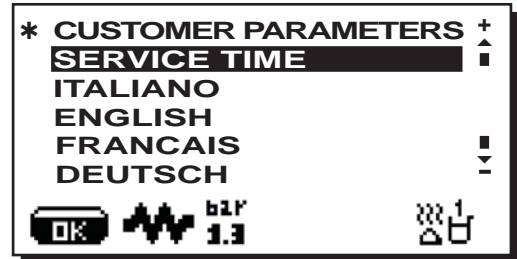 * CUSTOMER PARAMETERS +
SERVICE TIME
ITALIANO
ENGLISH
FRANCAIS
DEUTSCH -
OK bar 1
1.3